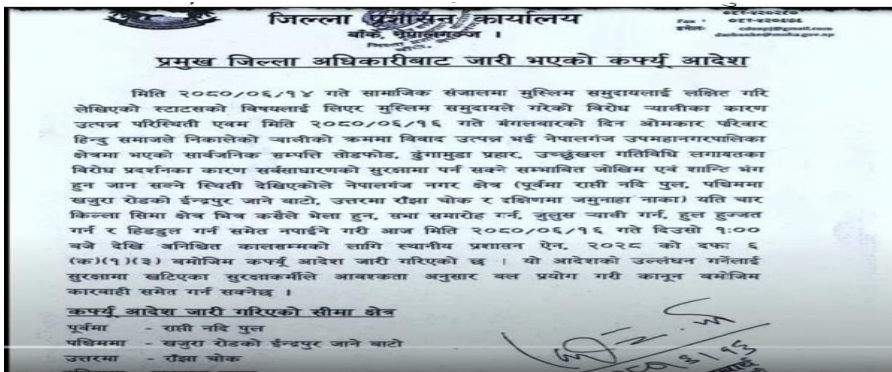 जिल्ला प्रशासन कार्यालय
बाँके, नेपालगञ्ज ।
प्रमुख जिल्ला अधिकारीबाट जारी भएको कर्फ्यू आदेश
मिति २०८०/०६/१४ गते सामाजिक संजालमा मुस्लिम समुदायलाई लक्षित गरि
लेखिएको स्टाटसको बिषयलाई लिएर मुस्लिम समुदायले गरेको बिरोध र्‍यालीका कारण
उत्पन्न परिस्थिती एवम मिति २०८०/०६/१६ गते मंगलबारको दिन ओमकार परिवार
हिन्दु समाजले निकालेको र्‍यालीको क्रममा विवाद उत्पन्न भई नेपालगंज उपमहानगरपालिका
क्षेत्रमा भएको सार्वजनिक सम्पत्ति तोडफोड, ढुंगामुडा प्रहार, उच्छृंखल गतिबिधि लगायतका
बिरोध प्रदर्शनका कारण सर्वसाधारणको सुरक्षामा पर्न सक्ने सम्भावित जोखिम एवं शान्ति भंग
हुन जान सक्ने स्थिती देखिएकोले नेपालगंज नगर क्षेत्र (पूर्वमा राप्ती नदि पुल, पश्चिममा
खजुरा रोडको ईन्द्रपुर जाने बाटो, उत्तरमा राँझा चोक र दक्षिणमा जमुनाहा नाका) यति चार
किल्ला सिमा क्षेत्र भित्र कसैले भेला हुन, सभा समारोह गर्न, जुलुस र्‍याली गर्न, हुल हुज्जत
गर्न र हिडडुल गर्न समेत नपाईने गरी आज मिति २०८०/०६/१६ गते दिउसो १:००
बजे देखि अनिश्चित कालसम्मको लागि स्थानीय प्रशासन ऐन, २०२८ को दफा ६
(क)(१)(३) बमोजिम कर्फ्यू आदेश जारी गरिएको छ । यो आदेशको उल्लंघन गर्नेलाई
सुरक्षामा खटिएका सुरक्षाकर्मीले आवश्कता अनुसार बल प्रयोग गरी कानून बमोजिम
कारबाही समेत गर्न सक्नेछ ।
कर्फ्यू आदेश जारी गरिएको सीमा क्षेत्र
पूर्वमा - राप्ती नदि पुल
पश्चिममा - खजुरा रोडको ईन्द्रपुर जाने बाटो
उत्तरमा - राँझा चोक